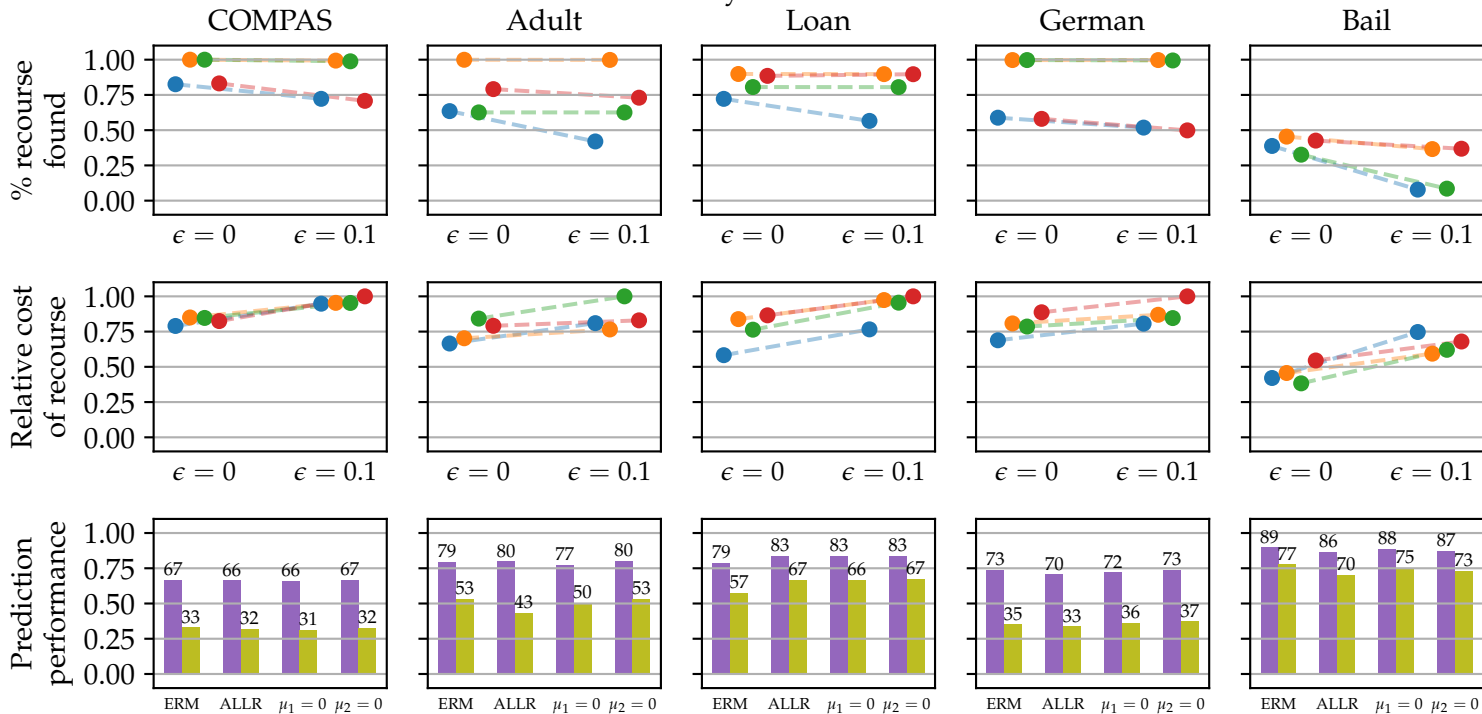 y
COMPAS Adult Loan German Bail
% recourse
found
1.00
0.75
0.50
0.25
0.00
ϵ = 0 ϵ = 0.1 ϵ = 0 ϵ = 0.1 ϵ = 0 ϵ = 0.1 ϵ = 0 ϵ = 0.1 ϵ = 0 ϵ = 0.1
Relative cost
of recourse
1.00
0.75
0.50
0.25
0.00
ϵ = 0 ϵ = 0.1 ϵ = 0 ϵ = 0.1 ϵ = 0 ϵ = 0.1 ϵ = 0 ϵ = 0.1 ϵ = 0 ϵ = 0.1
Prediction
performance
1.00
0.75
0.50
0.25
0.00
67 33 66 32 66 31 67 32
79 53 80 43 77 50 80 53
79 57 83 67 83 66 83 67
73 35 70 33 72 36 73 37
89 77 86 70 88 75 87 73
ERM ALLR μ₁ = 0 μ₂ = 0 ERM ALLR μ₁ = 0 μ₂ = 0 ERM ALLR μ₁ = 0 μ₂ = 0 ERM ALLR μ₁ = 0 μ₂ = 0 ERM ALLR μ₁ = 0 μ₂ = 0